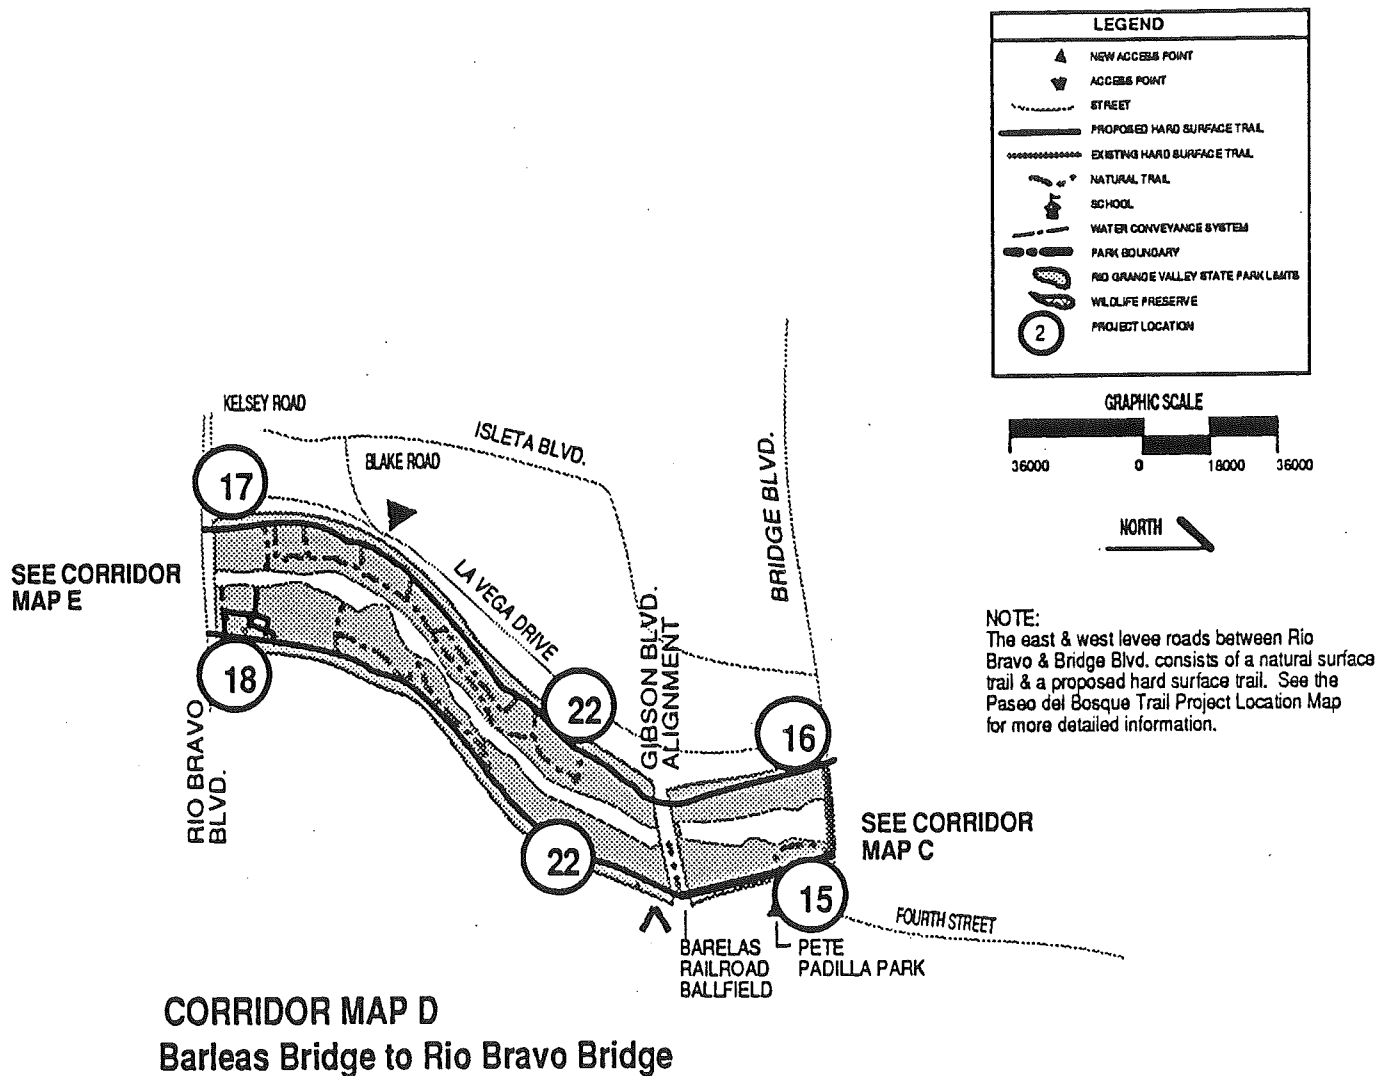 LEGEND
NEW ACCESS POINT
ACCESS POINT
STREET
PROPOSED HARD SURFACE TRAIL
EXISTING HARD SURFACE TRAIL
NATURAL TRAIL
SCHOOL
WATER CONVEYANCE SYSTEM
PARK BOUNDARY
RIO GRANDE VALLEY STATE PARK LIMITS
WILDLIFE PRESERVE
2
PROJECT LOCATION
GRAPHIC SCALE
36000 0 18000 36000
NORTH
NOTE:
The east & west levee roads between Rio
Bravo & Bridge Blvd. consists of a natural surface
trail & a proposed hard surface trail. See the
Paseo del Bosque Trail Project Location Map
for more detailed information.
KELSEY ROAD
ISLETA BLVD.
BLAKE ROAD
BRIDGE BLVD.
17
SEE CORRIDOR
MAP E
LA VEGA DRIVE
GIBSON BLVD.
ALIGNMENT
18
22
16
RIO BRAVO
BLVD.
SEE CORRIDOR
MAP C
22
15
FOURTH STREET
BARELAS
RAILROAD
BALLFIELD
PETE
PADILLA PARK
CORRIDOR MAP D
Barleas Bridge to Rio Bravo Bridge